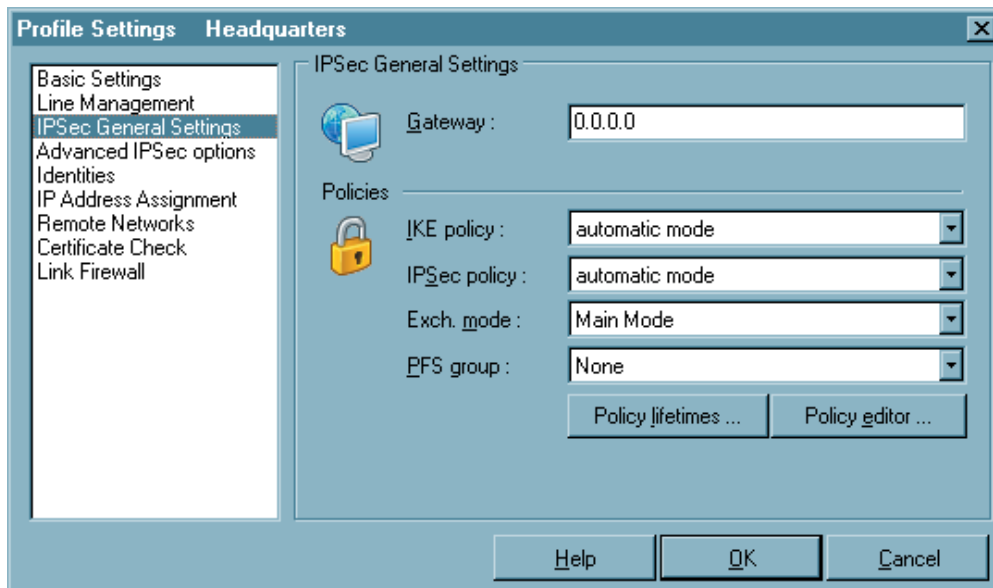 Profile Settings Headquarters
Basic Settings
Line Management
IPSec General Settings
Advanced IPSec options
Identities
IP Address Assignment
Remote Networks
Certificate Check
Link Firewall
IPSec General Settings
Gateway : 0.0.0.0
Policies
IKE policy : automatic mode
IPSec policy : automatic mode
Exch. mode : Main Mode
PFS group : None
Policy lifetimes ... Policy editor ...
Help OK Cancel